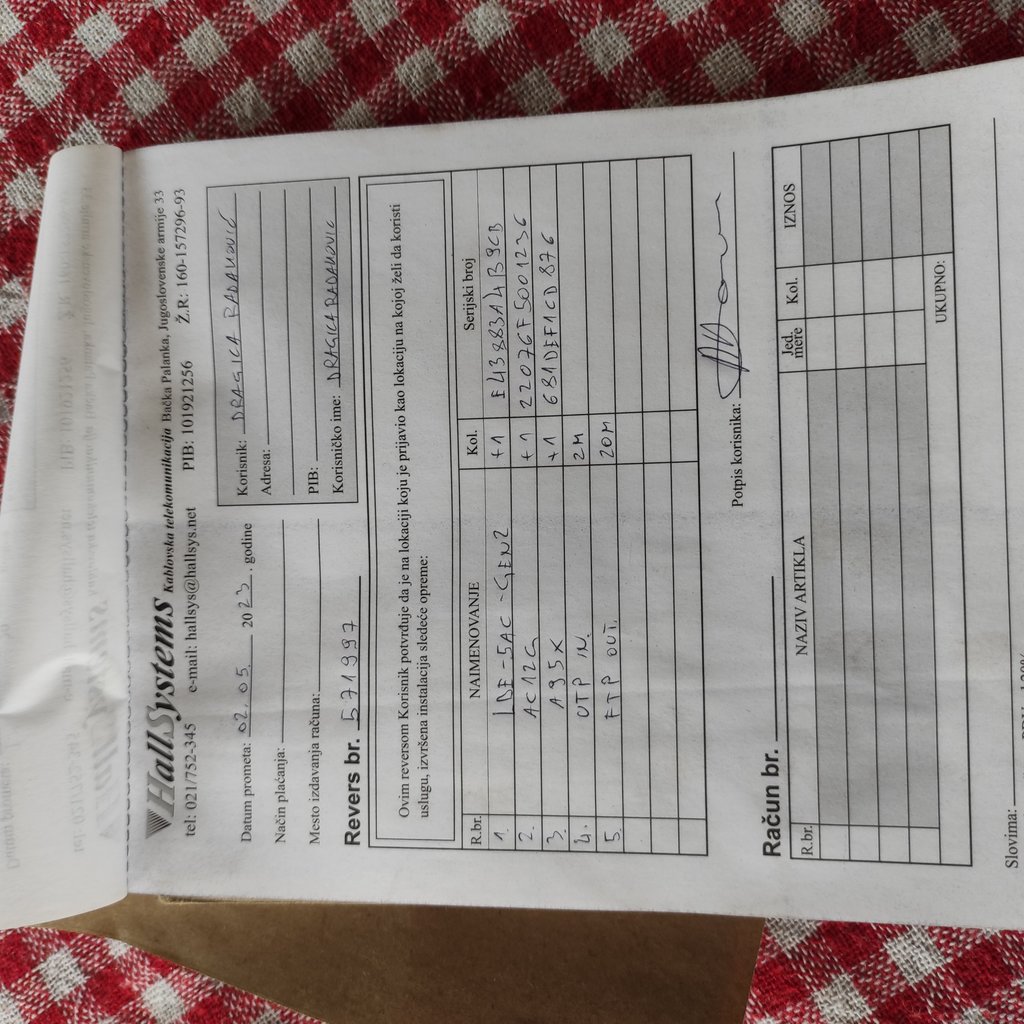 HallSystems Kablovska telekomunikacija Bačka Palanka, Jugoslovenske armije 33
tel: 021/752-345 e-mail: hallsys@hallsys.net PIB: 101921256 Ž.R.: 160-157296-93
Datum prometa: 02.05. 2023. godine
Način plaćanja:
Mesto izdavanja računa:
Korisnik: DRAGICA RADANOVIĆ
Adresa:
PIB:
Korisničko ime: DRAGICARADANOVIC
Revers br. 571997
Ovim reversom Korisnik potvrđuje da je na lokaciji koju je prijavio kao lokaciju na kojoj želi da koristi
uslugu, izvršena instalacija sledeće opreme:
R.br. NAIMENOVANJE Kol. Serijski broj
1. LBE-5AC-GEN2 +1 E43883141B9CB
2. AC12G +1 22076F5001236
3. A95X +1 681DEF1CD876
4. UTP IN. 2M
5. FTP OUT. 20M
Potpis korisnika:
Račun br.
R.br. NAZIV ARTIKLA Jed. mere Kol. IZNOS
UKUPNO:
Slovima: